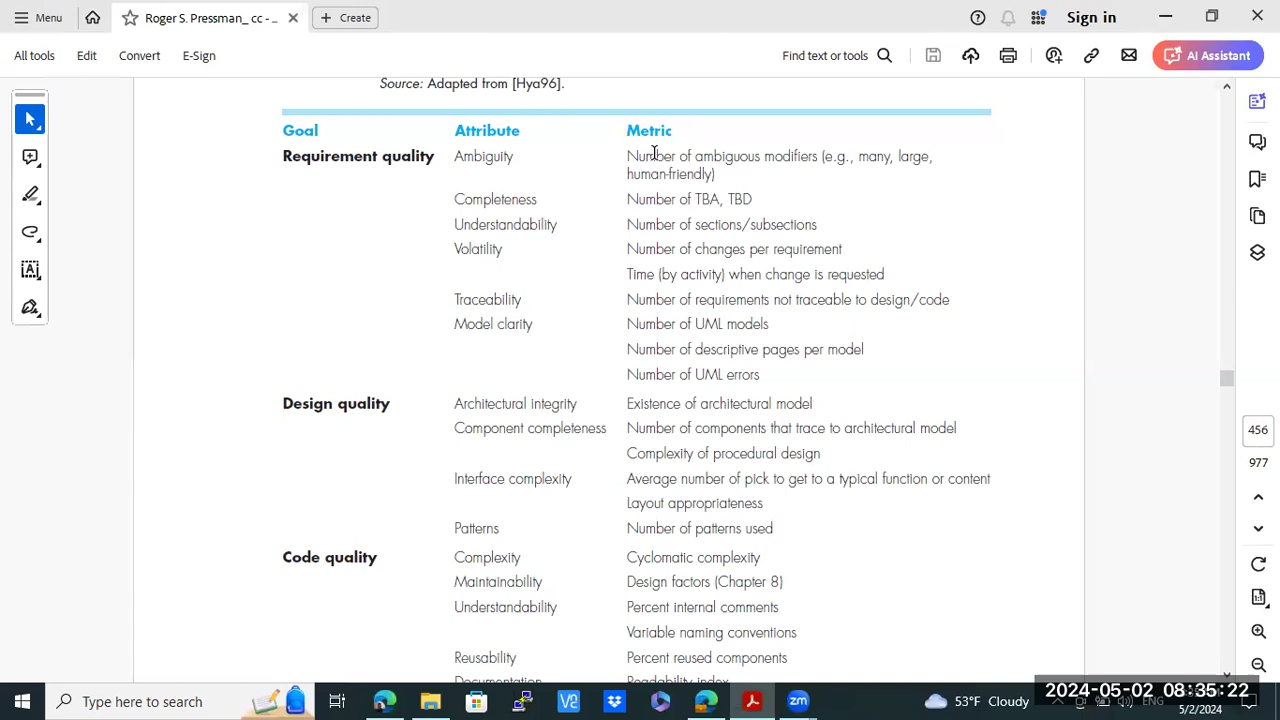 Menu
Roger S. Pressman_ cc - ...
Create
Sign in
All tools
Edit
Convert
E-Sign
Find text or tools
AI Assistant
Source: Adapted from [Hya96].
Goal Attribute Metric
Requirement quality Ambiguity Number of ambiguous modifiers (e.g., many, large,
human-friendly)
Completeness Number of TBA, TBD
Understandability Number of sections/subsections
Volatility Number of changes per requirement
Time (by activity) when change is requested
Traceability Number of requirements not traceable to design/code
Model clarity Number of UML models
Number of descriptive pages per model
Number of UML errors
Design quality Architectural integrity Existence of architectural model
Component completeness Number of components that trace to architectural model
Complexity of procedural design
Interface complexity Average number of pick to get to a typical function or content
Layout appropriateness
Patterns Number of patterns used
Code quality Complexity Cyclomatic complexity
Maintainability Design factors (Chapter 8)
Understandability Percent internal comments
Variable naming conventions
Reusability Percent reused components
Documentation Readability index
456
977
Type here to search
53°F Cloudy
ENG
2024-05-02 08:35:22
5/2/2024